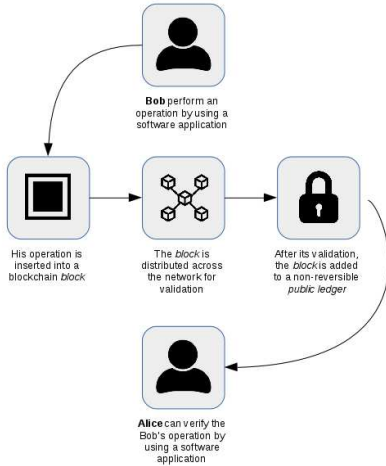 Bob perform an
operation by using a
software application
His operation is
inserted into a
blockchain block
The block is
distributed across
the network for
validation
After its validation,
the block is added
to a non-reversible
public ledger
Alice can verify the
Bob's operation by
using a software
application